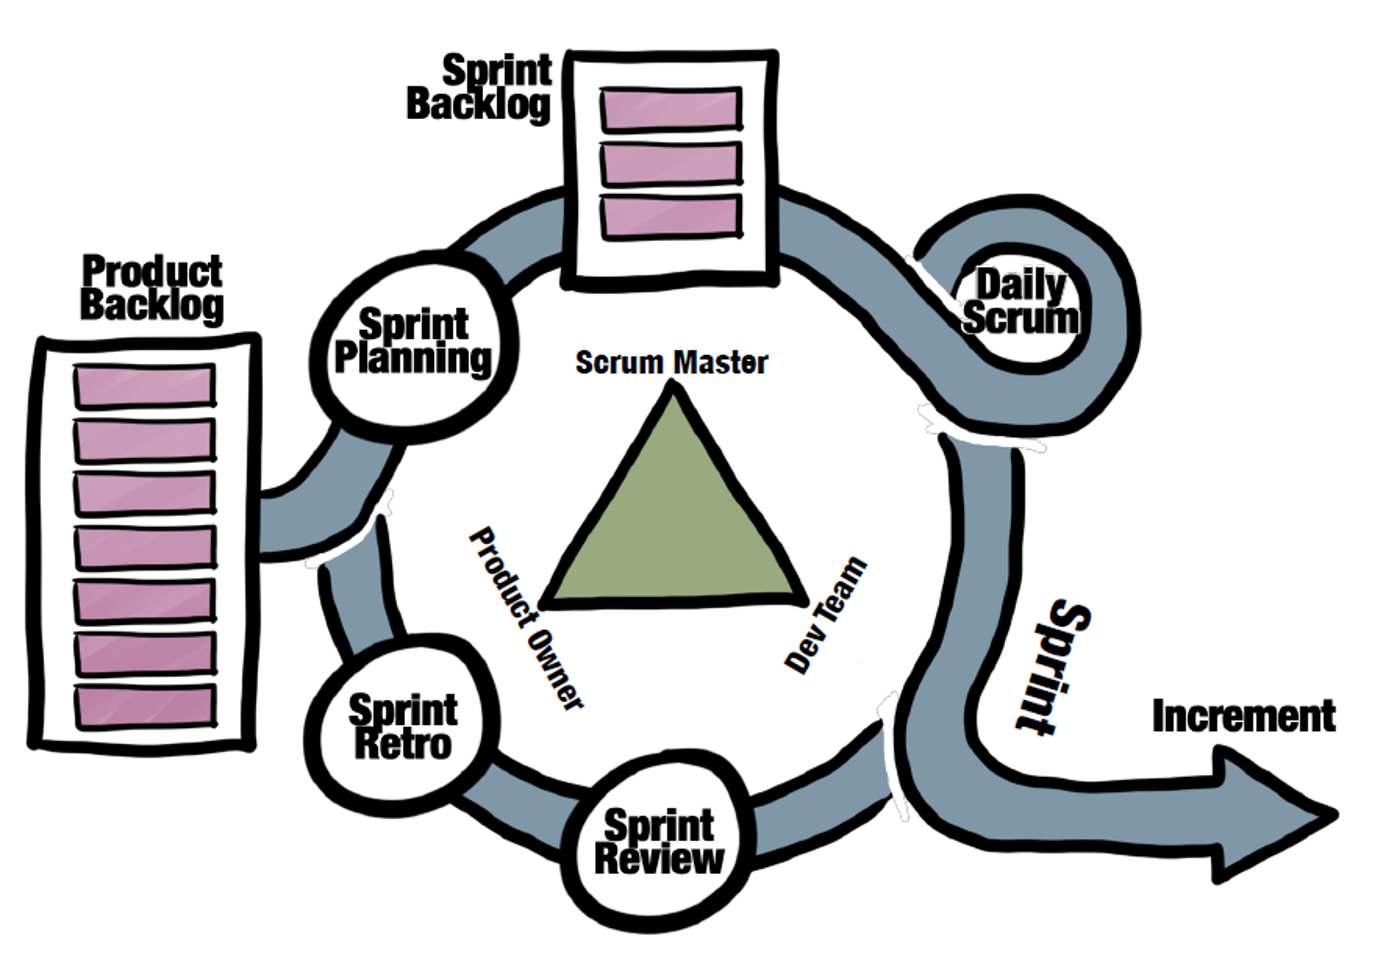 Sprint
Backlog
Product
Backlog
Sprint
Planning
Daily
Scrum
Scrum Master
Product Owner
Dev Team
Sprint
Increment
Sprint
Retro
Sprint
Review